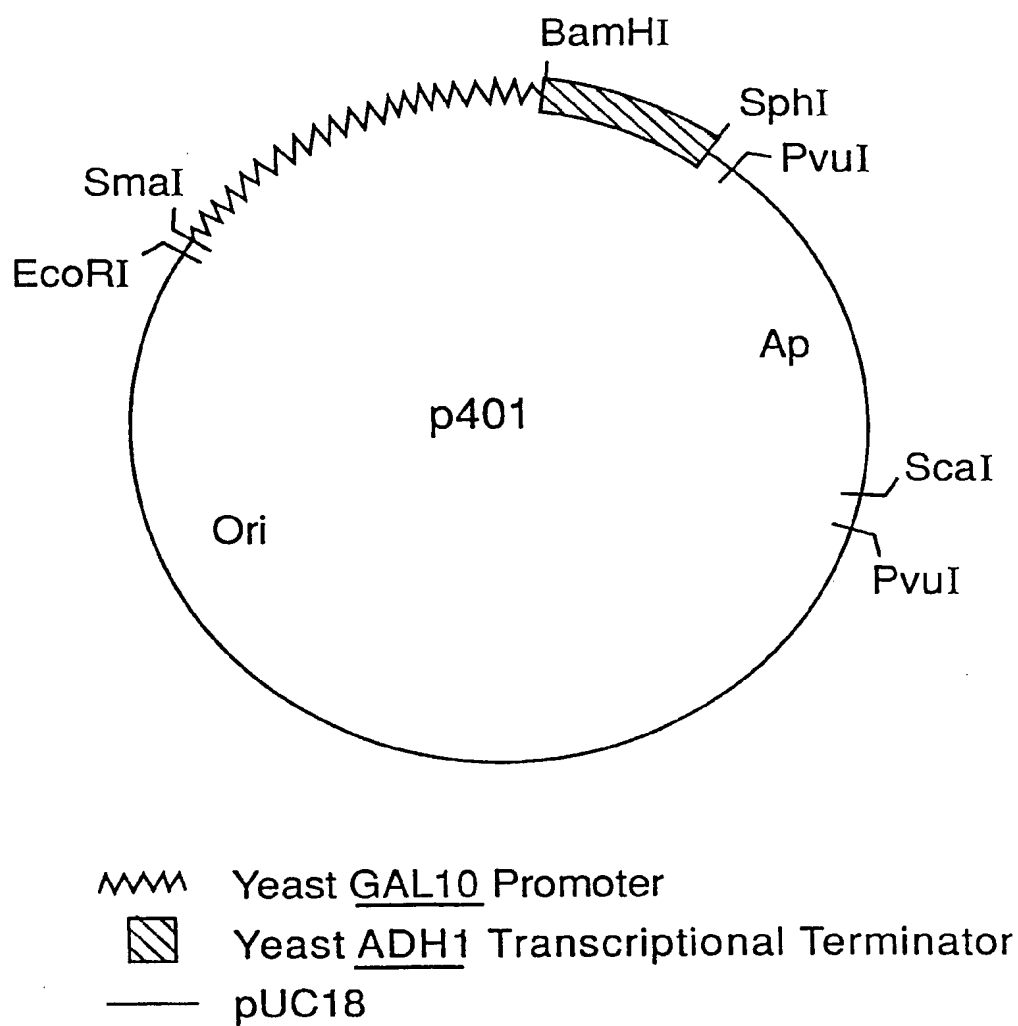 BamHI
SphI
PvuI
SmaI
EcoRI
Ap
p401
ScaI
Ori
PvuI
Yeast GAL10 Promoter
Yeast ADH1 Transcriptional Terminator
pUC18